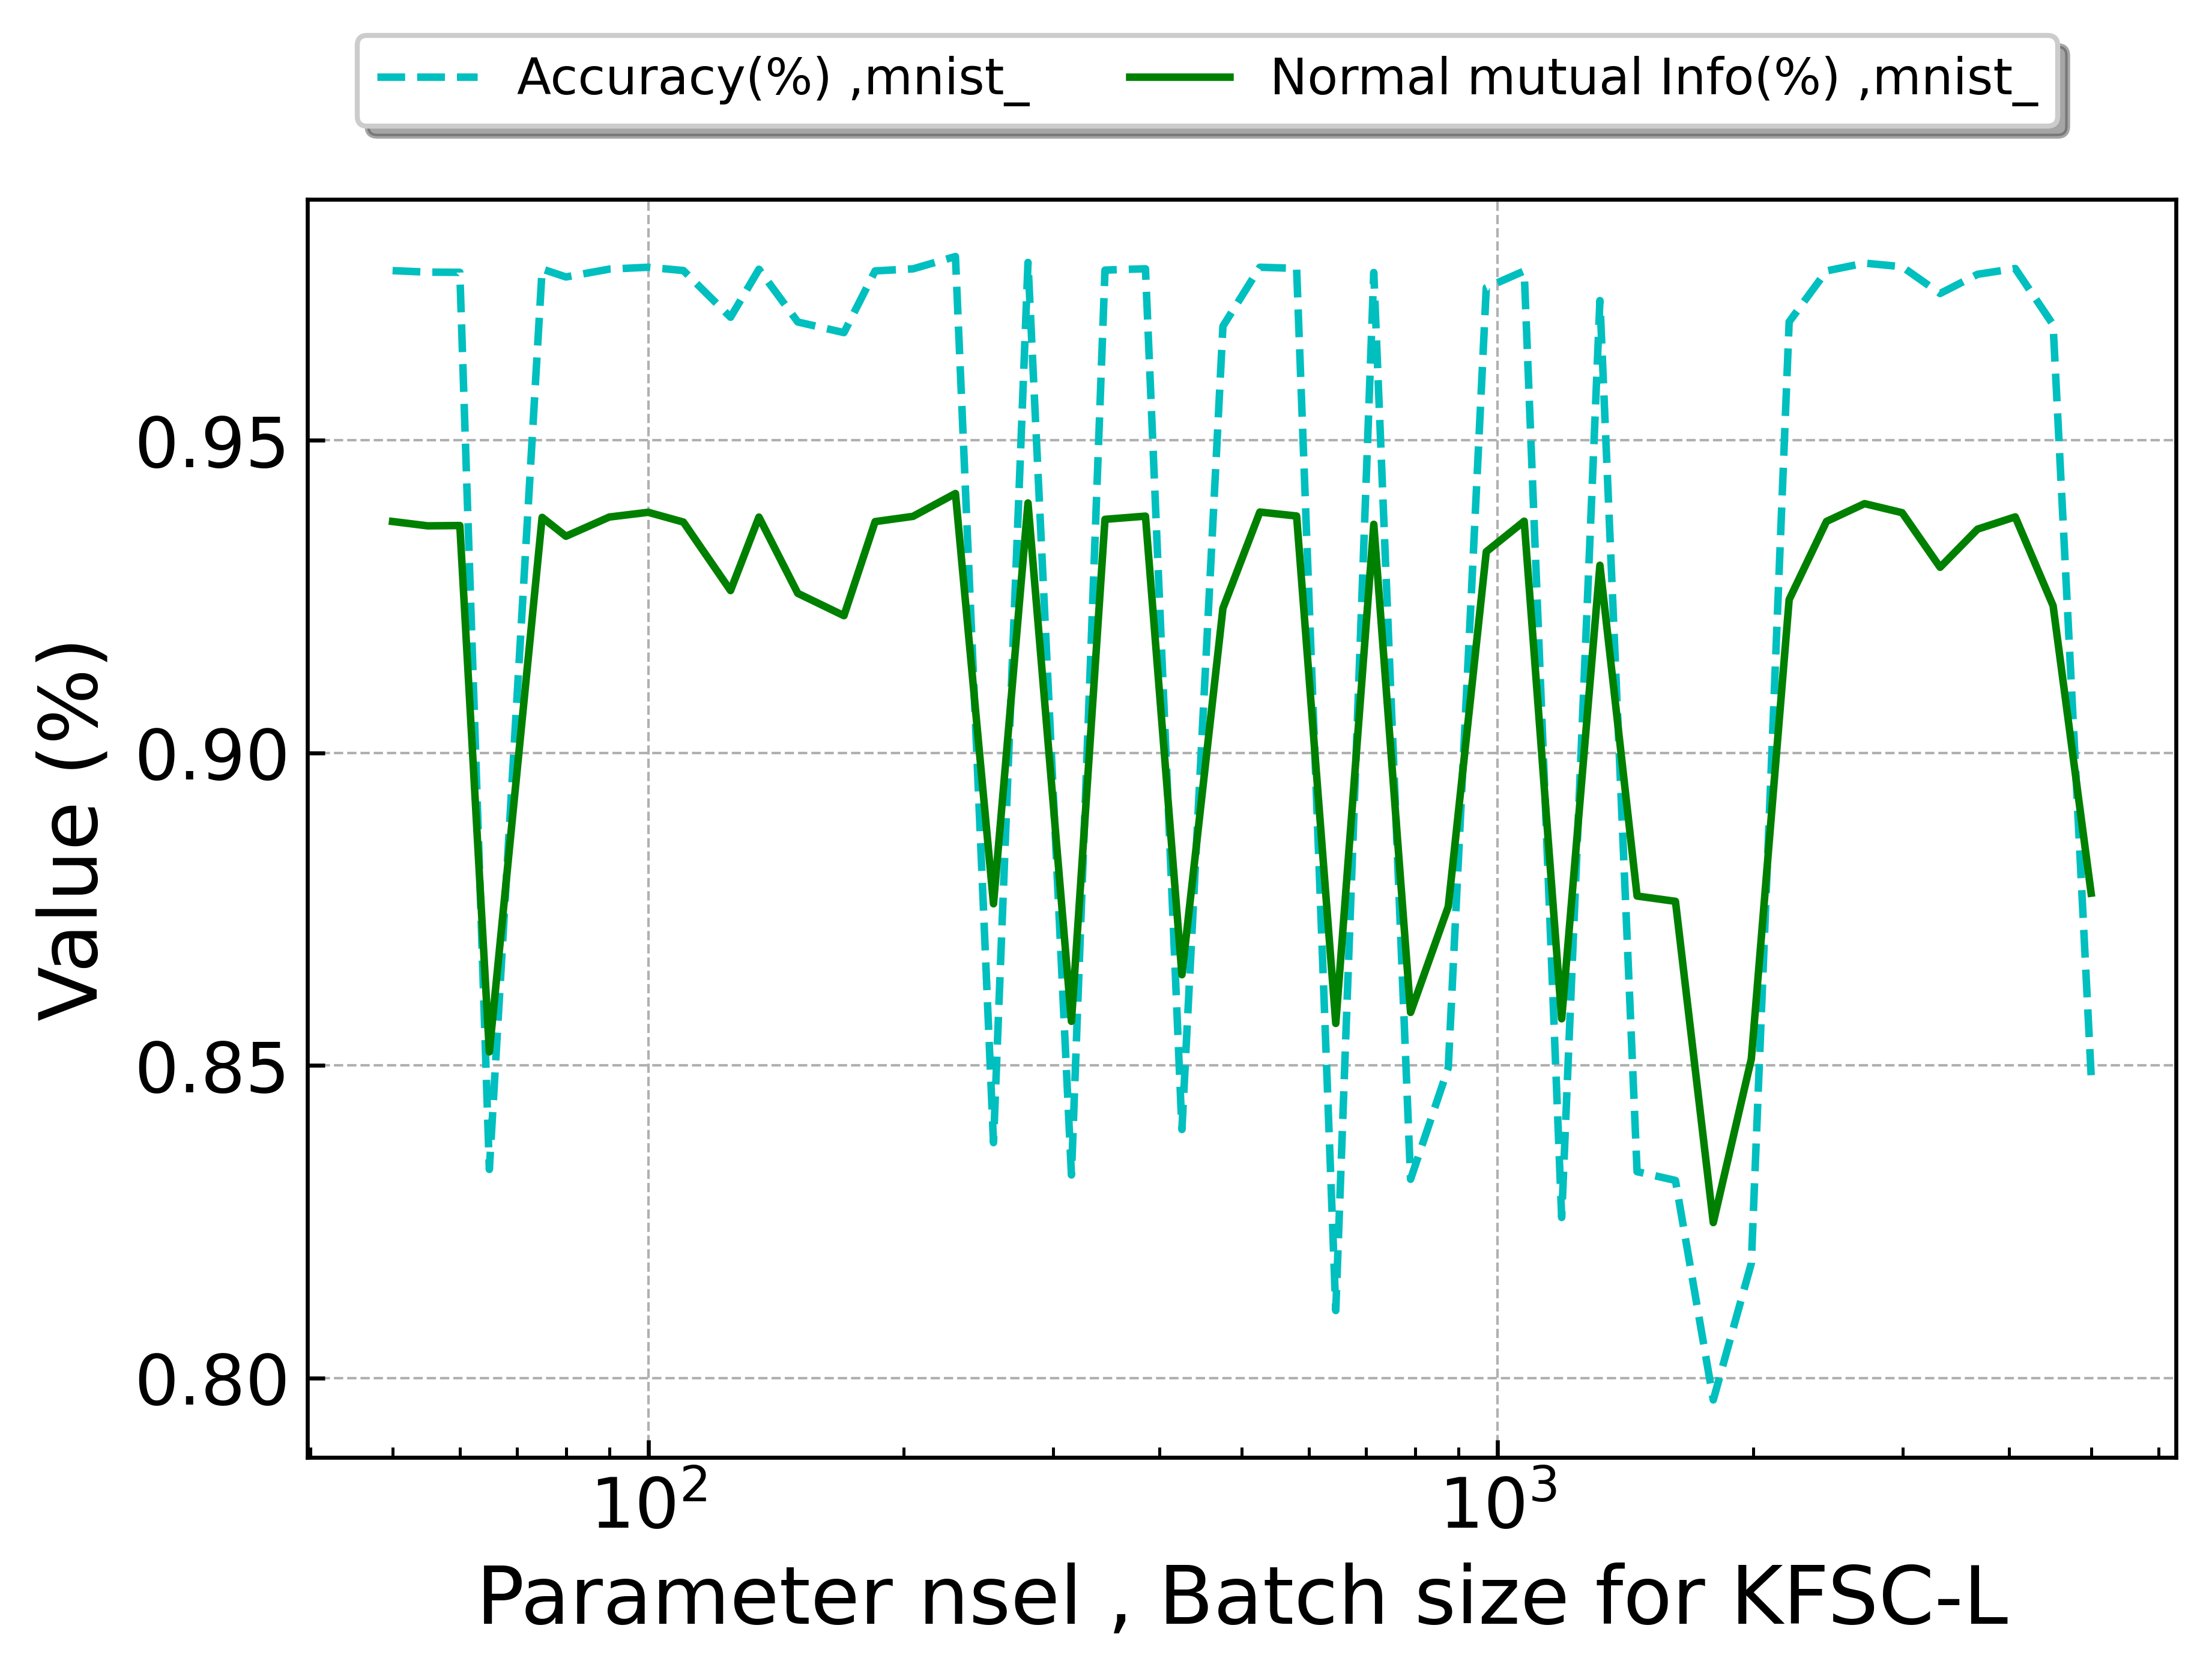 Accuracy(%) ,mnist_ Normal mutual Info(%) ,mnist_
Value (%)
0.95
0.90
0.85
0.80
10² 10³
Parameter nsel , Batch size for KFSC-L